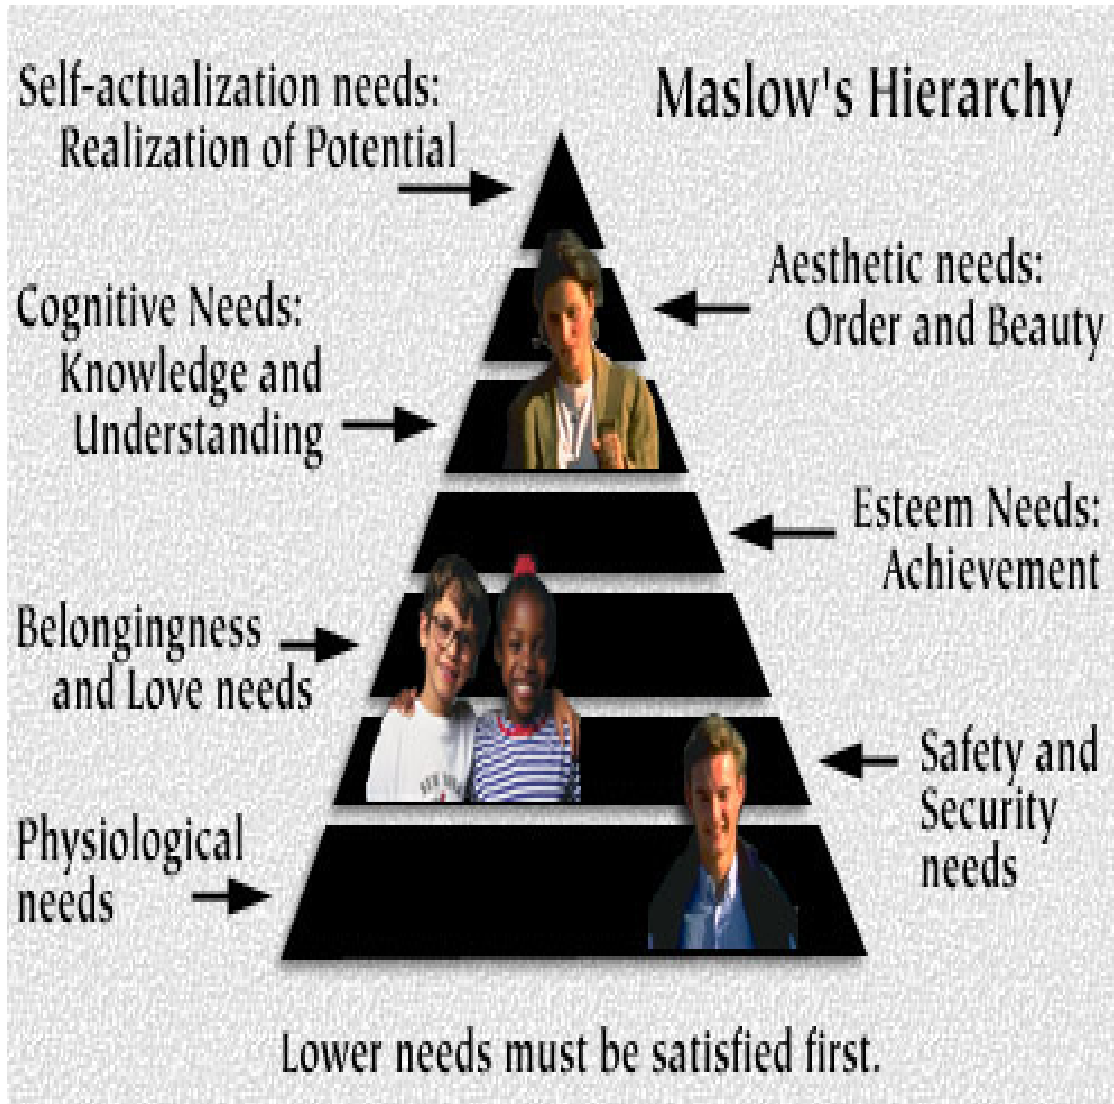 Maslow's Hierarchy
Self-actualization needs:
Realization of Potential
Aesthetic needs:
Order and Beauty
Cognitive Needs:
Knowledge and
Understanding
Esteem Needs:
Achievement
Belongingness
and Love needs
Safety and
Security
needs
Physiological
needs
Lower needs must be satisfied first.